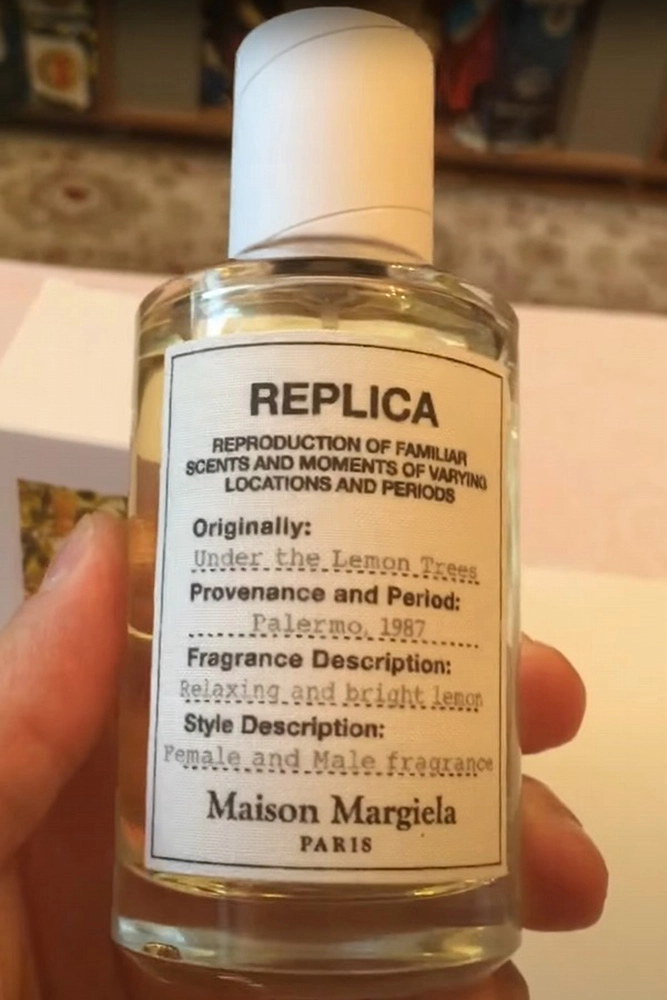 REPLICA
REPRODUCTION OF FAMILIAR
SCENTS AND MOMENTS OF VARYING
LOCATIONS AND PERIODS
Originally:
Under the Lemon Trees
Provenance and Period:
Palermo, 1987
Fragrance Description:
Relaxing and bright lemon
Style Description:
Female and Male fragrance
Maison Margiela
PARIS